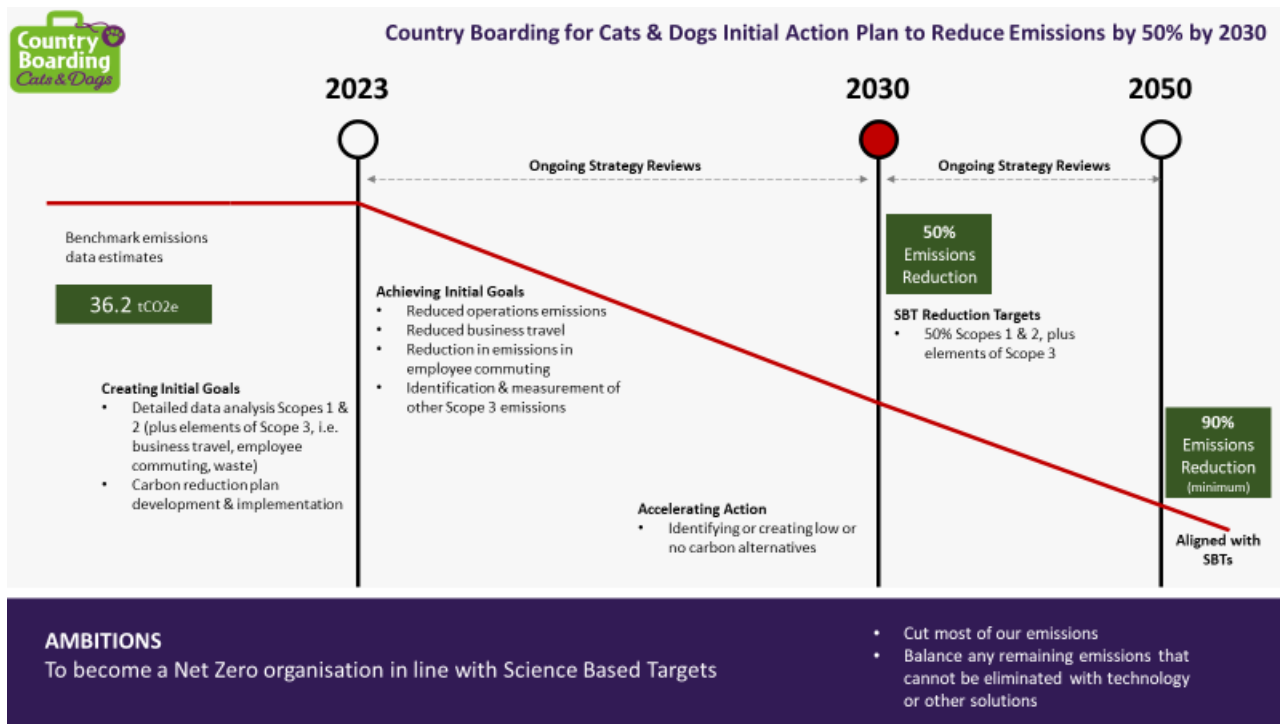 Country
Boarding
Cats & Dogs
Country Boarding for Cats & Dogs Initial Action Plan to Reduce Emissions by 50% by 2030
2023
2030
2050
Ongoing Strategy Reviews
Ongoing Strategy Reviews
Benchmark emissions
data estimates
36.2 tCO2e
Creating Initial Goals
• Detailed data analysis Scopes 1 &
2 (plus elements of Scope 3, i.e.
business travel, employee
commuting, waste)
• Carbon reduction plan
development & implementation
Achieving Initial Goals
• Reduced operations emissions
• Reduced business travel
• Reduction in emissions in
employee commuting
• Identification & measurement of
other Scope 3 emissions
Accelerating Action
• Identifying or creating low or
no carbon alternatives
50%
Emissions
Reduction
SBT Reduction Targets
• 50% Scopes 1 & 2, plus
elements of Scope 3
90%
Emissions
Reduction
(minimum)
Aligned with
SBTs
AMBITIONS
To become a Net Zero organisation in line with Science Based Targets
• Cut most of our emissions
• Balance any remaining emissions that
cannot be eliminated with technology
or other solutions